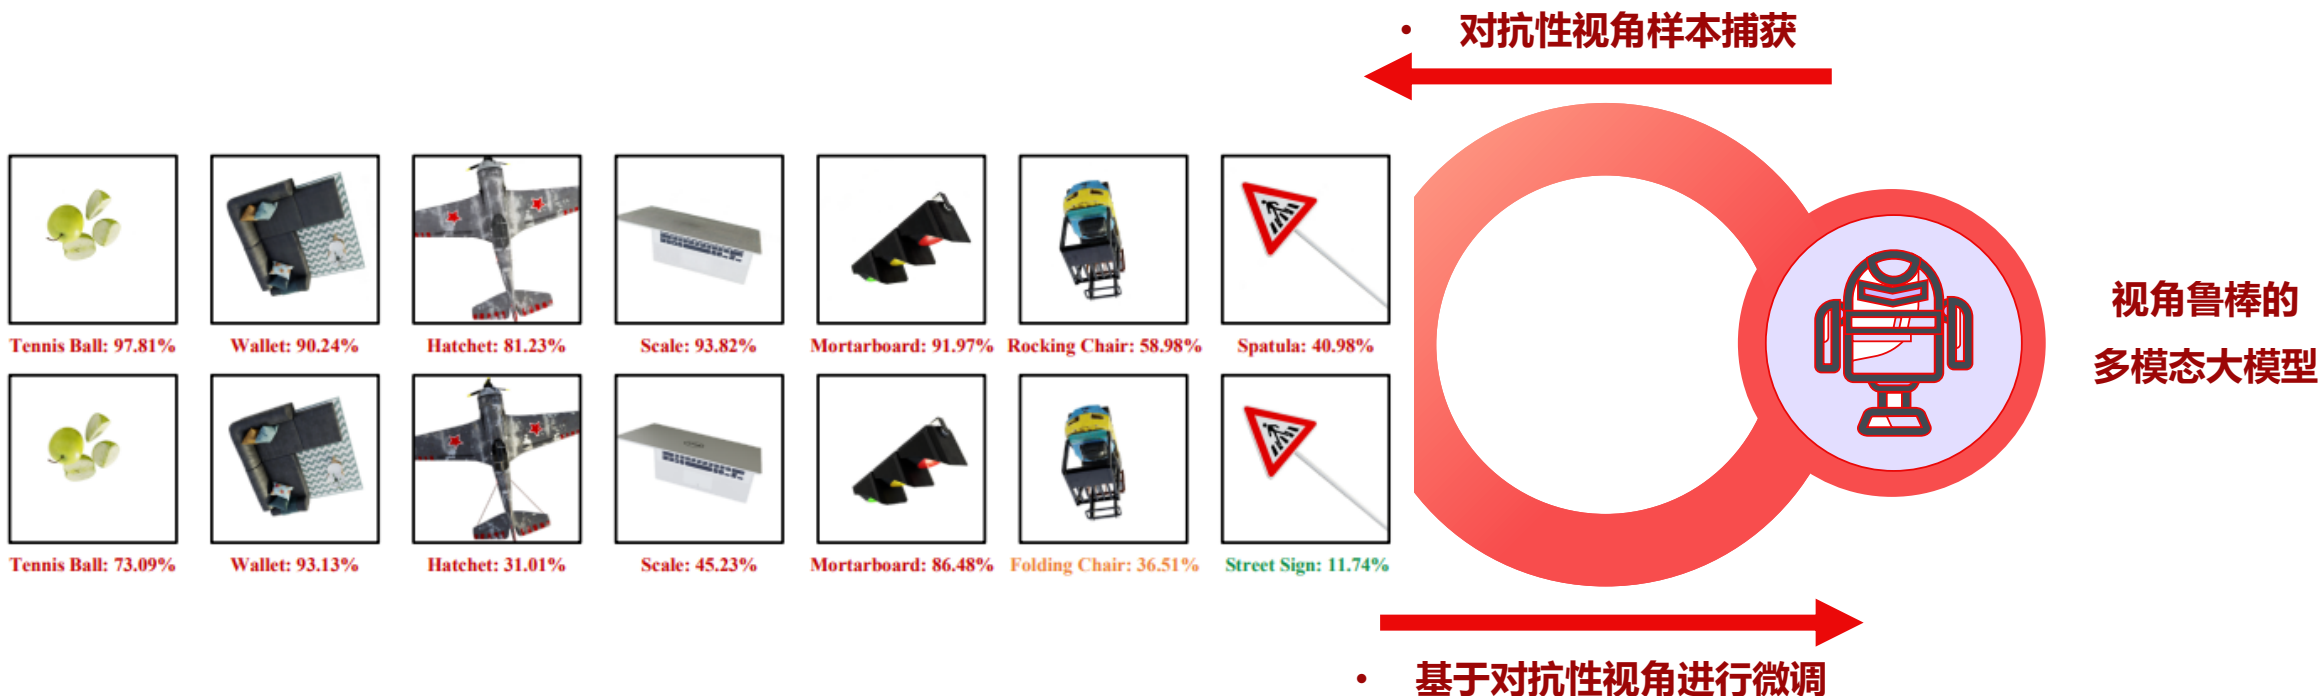 • 对抗性视角样本捕获
Tennis Ball: 97.81% Wallet: 90.24% Hatchet: 81.23% Scale: 93.82% Mortarboard: 91.97% Rocking Chair: 58.98% Spatula: 40.98%
Tennis Ball: 73.09% Wallet: 93.13% Hatchet: 31.01% Scale: 45.23% Mortarboard: 86.48% Folding Chair: 36.51% Street Sign: 11.74%
视角鲁棒的
多模态大模型
• 基于对抗性视角进行微调